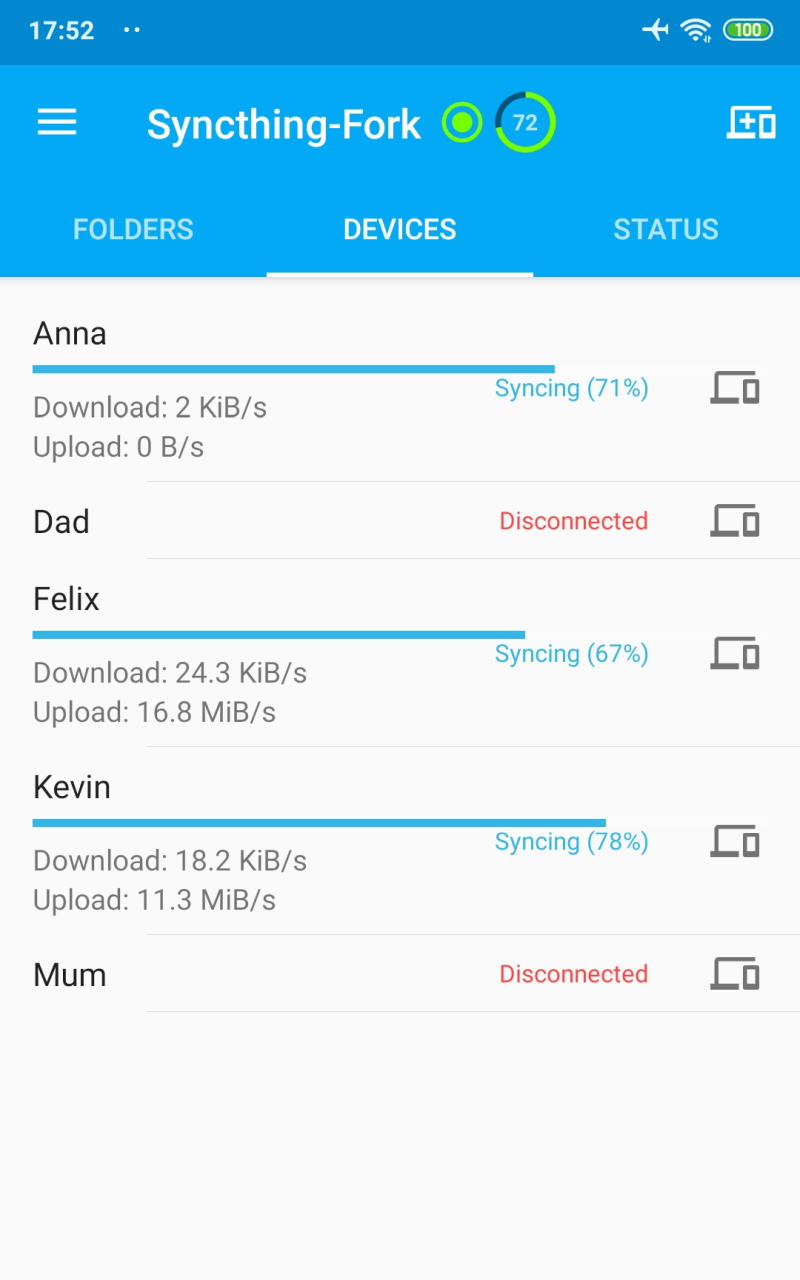 17:52
100
Syncthing-Fork 72
FOLDERS DEVICES STATUS
Anna
Syncing (71%)
Download: 2 KiB/s
Upload: 0 B/s
Dad Disconnected
Felix
Syncing (67%)
Download: 24.3 KiB/s
Upload: 16.8 MiB/s
Kevin
Syncing (78%)
Download: 18.2 KiB/s
Upload: 11.3 MiB/s
Mum Disconnected